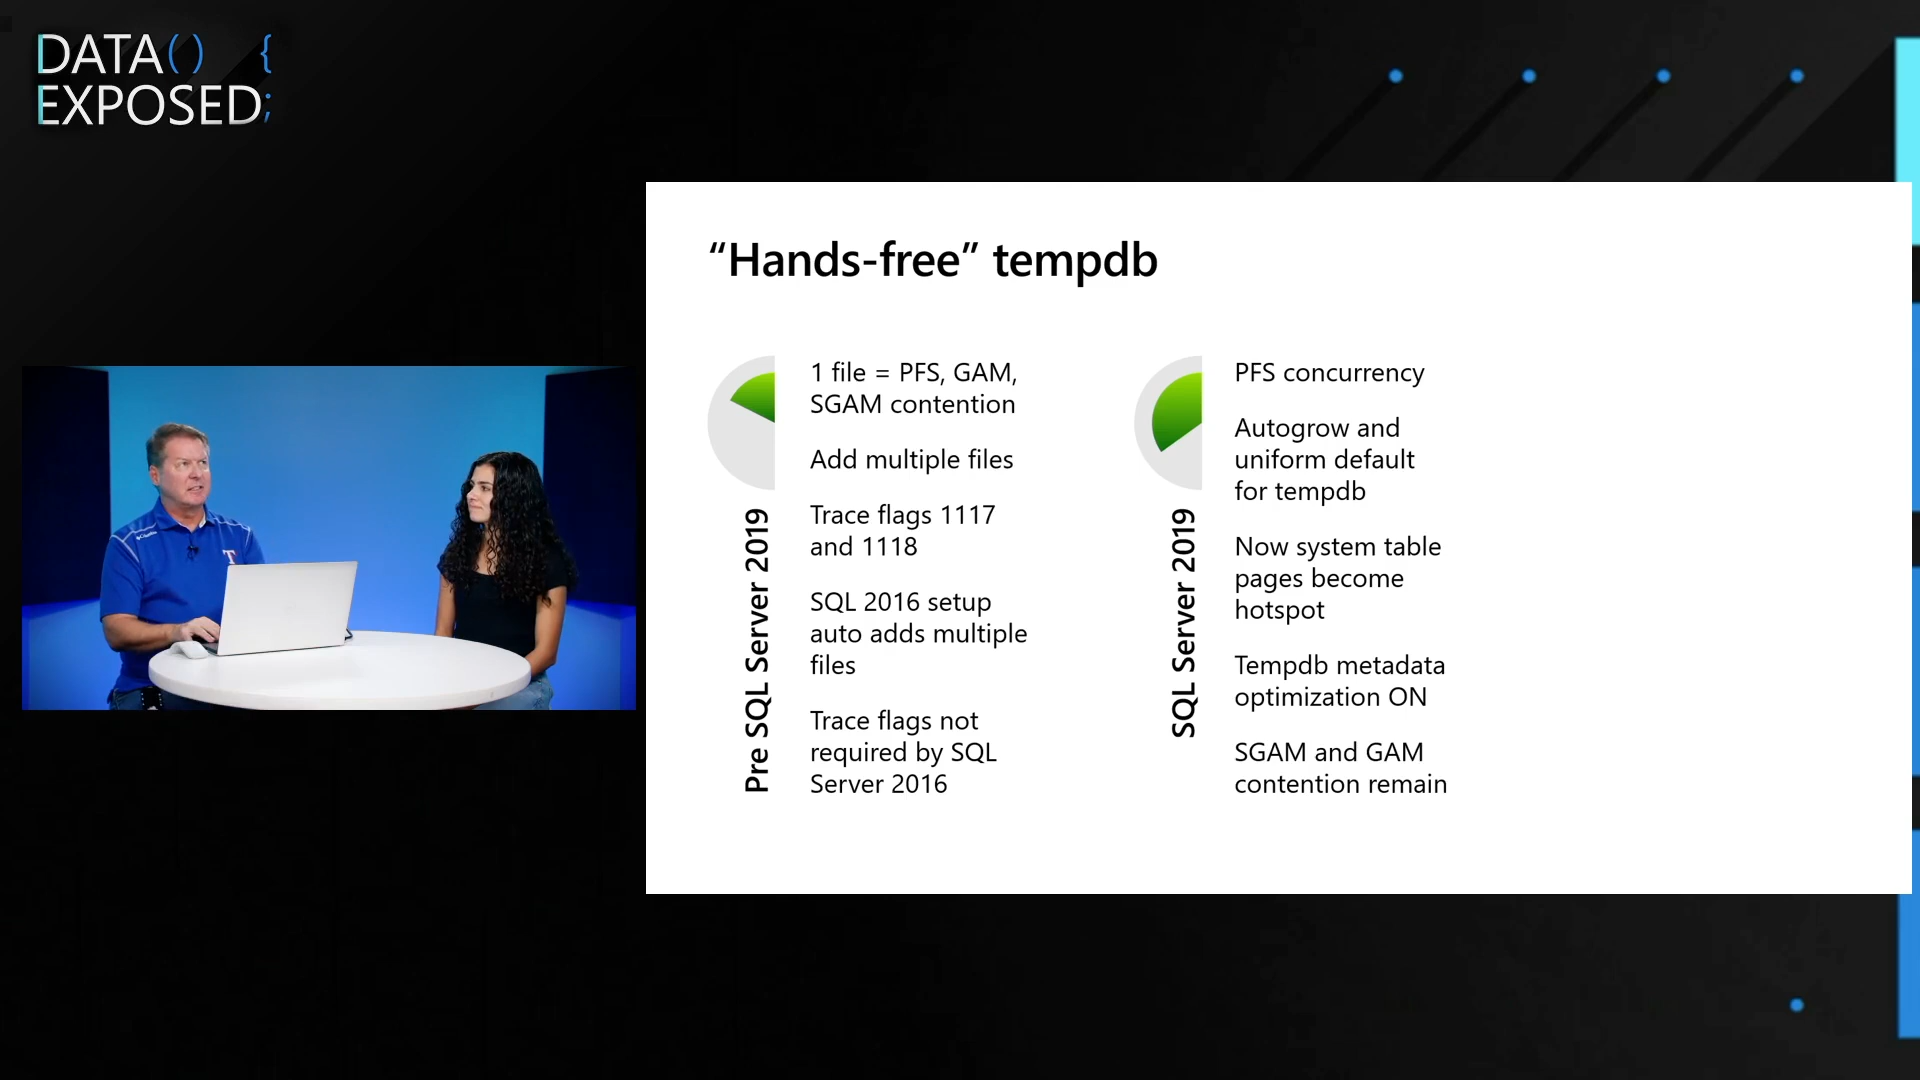 DATA() {
EXPOSED;
“Hands-free” tempdb
Pre SQL Server 2019
1 file = PFS, GAM,
SGAM contention
Add multiple files
Trace flags 1117
and 1118
SQL 2016 setup
auto adds multiple
files
Trace flags not
required by SQL
Server 2016
SQL Server 2019
PFS concurrency
Autogrow and
uniform default
for tempdb
Now system table
pages become
hotspot
Tempdb metadata
optimization ON
SGAM and GAM
contention remain
T